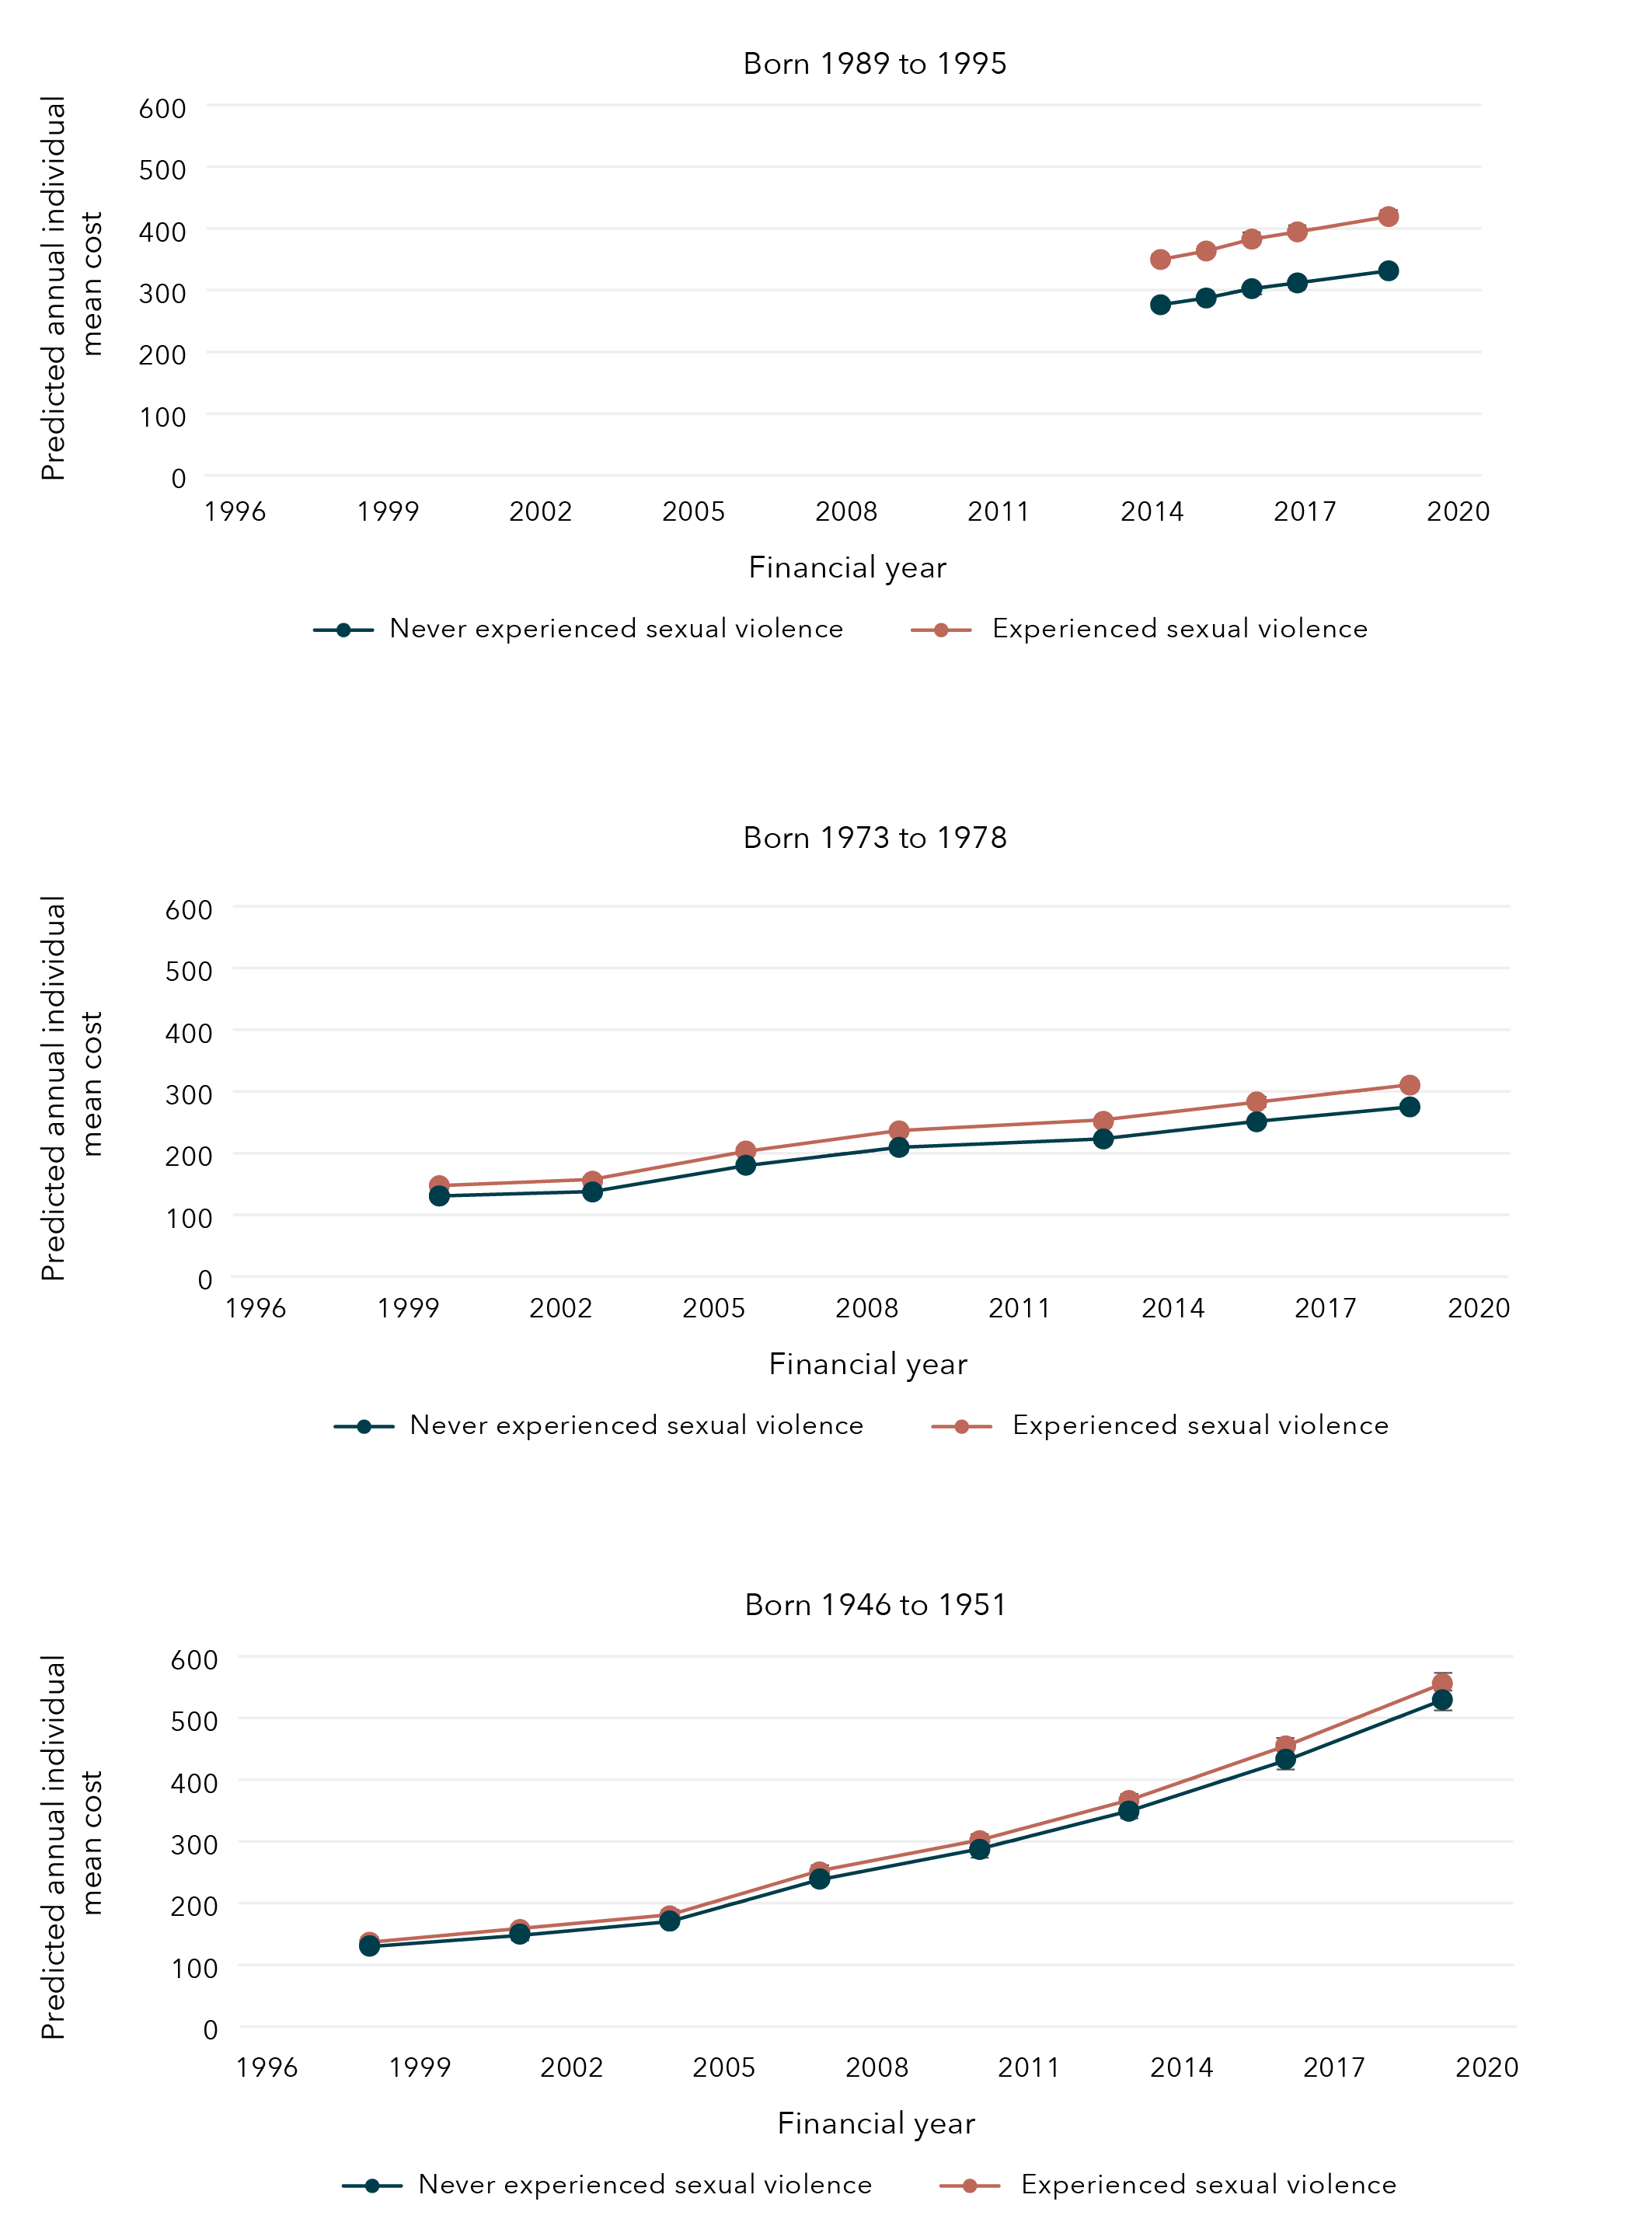 Born 1989 to 1995
Predicted annual individual
mean cost
600
500
400
300
200
100
0
1996 1999 2002 2005 2008 2011 2014 2017 2020
Financial year
Never experienced sexual violence Experienced sexual violence
Born 1973 to 1978
Predicted annual individual
mean cost
600
500
400
300
200
100
0
1996 1999 2002 2005 2008 2011 2014 2017 2020
Financial year
Never experienced sexual violence Experienced sexual violence
Born 1946 to 1951
Predicted annual individual
mean cost
600
500
400
300
200
100
0
1996 1999 2002 2005 2008 2011 2014 2017 2020
Financial year
Never experienced sexual violence Experienced sexual violence